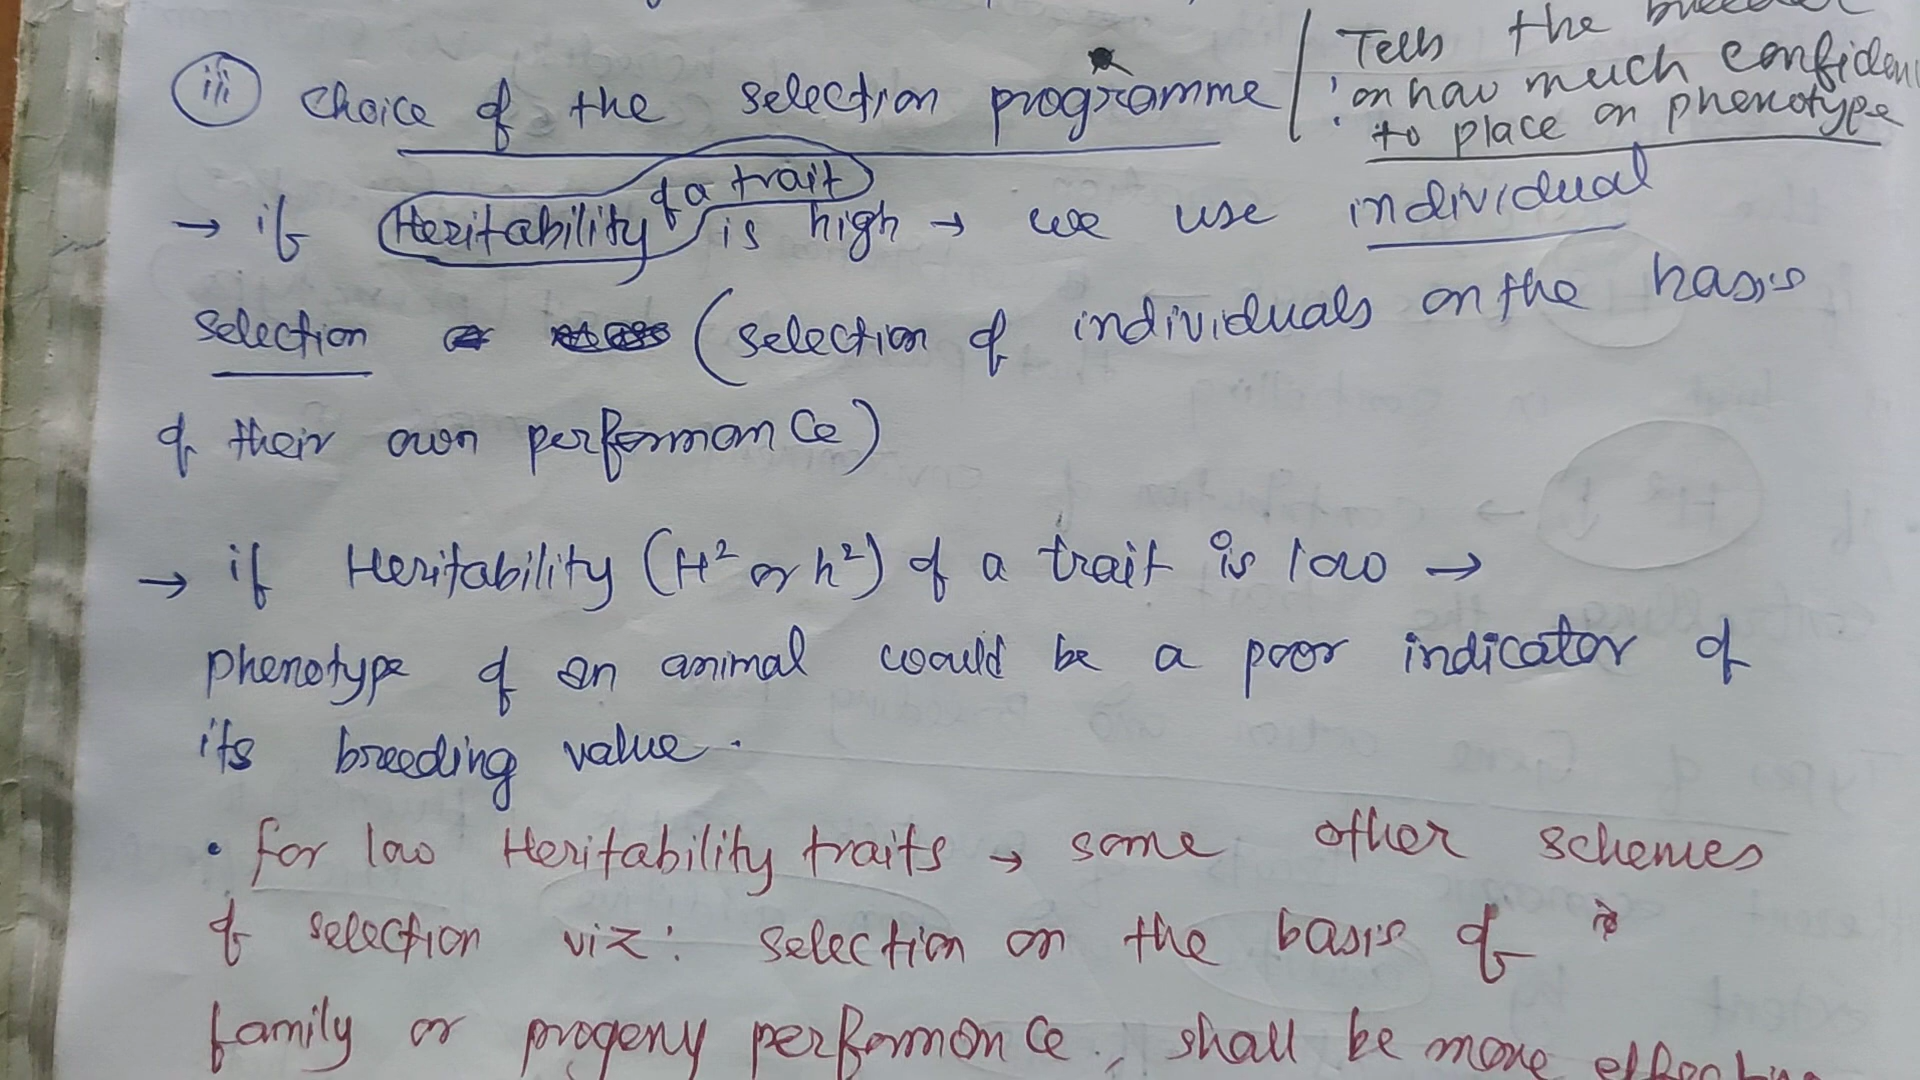 iii Choice of the selection programme
Tells the breeder
: on how much confiden
to place on phenotype
→ if Heritability of a trait is high → we use individual
selection (selection of individuals on the basis
of their own performance)
→ if Heritability (H² or h²) of a trait is low →
phenotype of an animal would be a poor indicator of
its breeding value.
• for low Heritability traits → some other schemes
of selection viz: selection on the basis of
family or progeny performance, shall be more effective